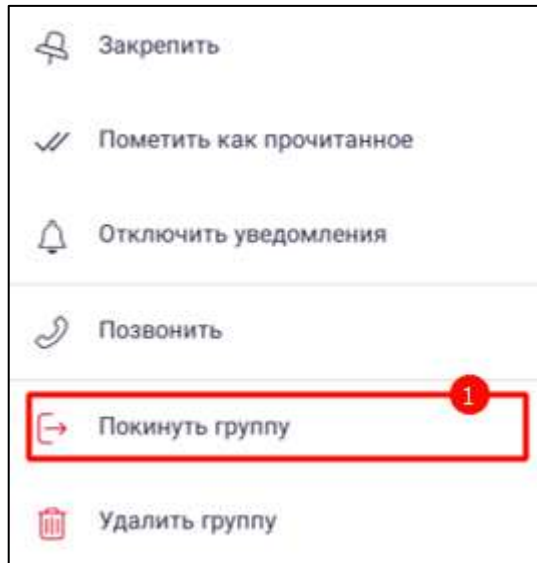 Закрепить
Пометить как прочитанное
Отключить уведомления
Позвонить
1
Покинуть группу
Удалить группу